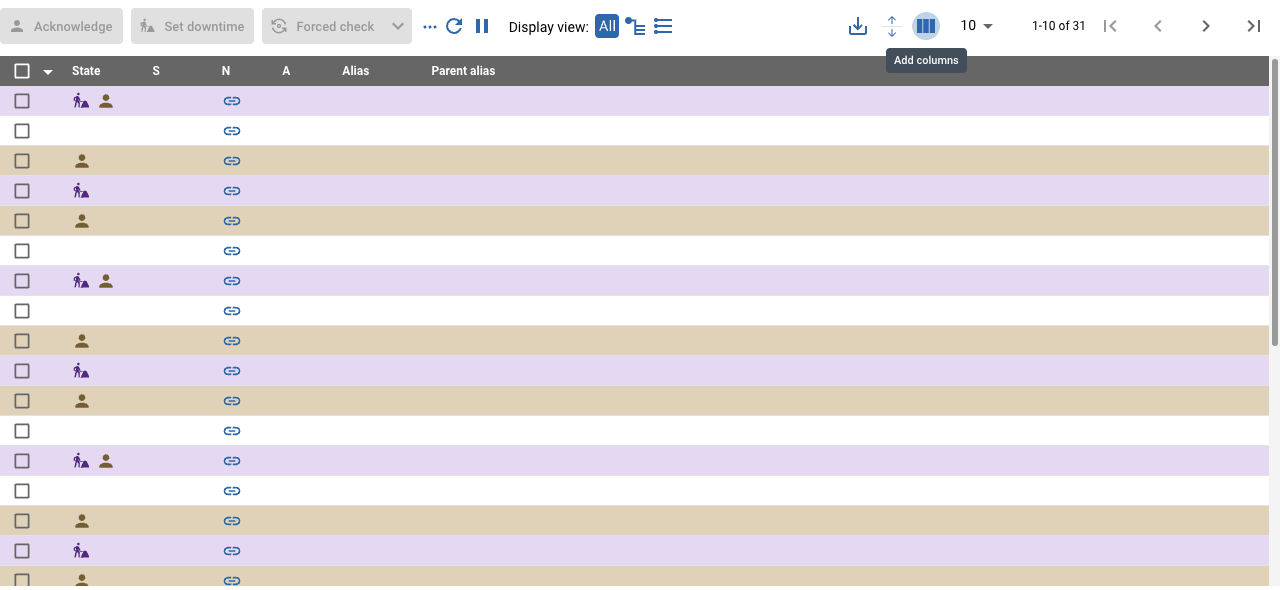 Acknowledge Set downtime Forced check Display view: All 10 1-10 of 31
Add columns
State S N A Alias Parent alias